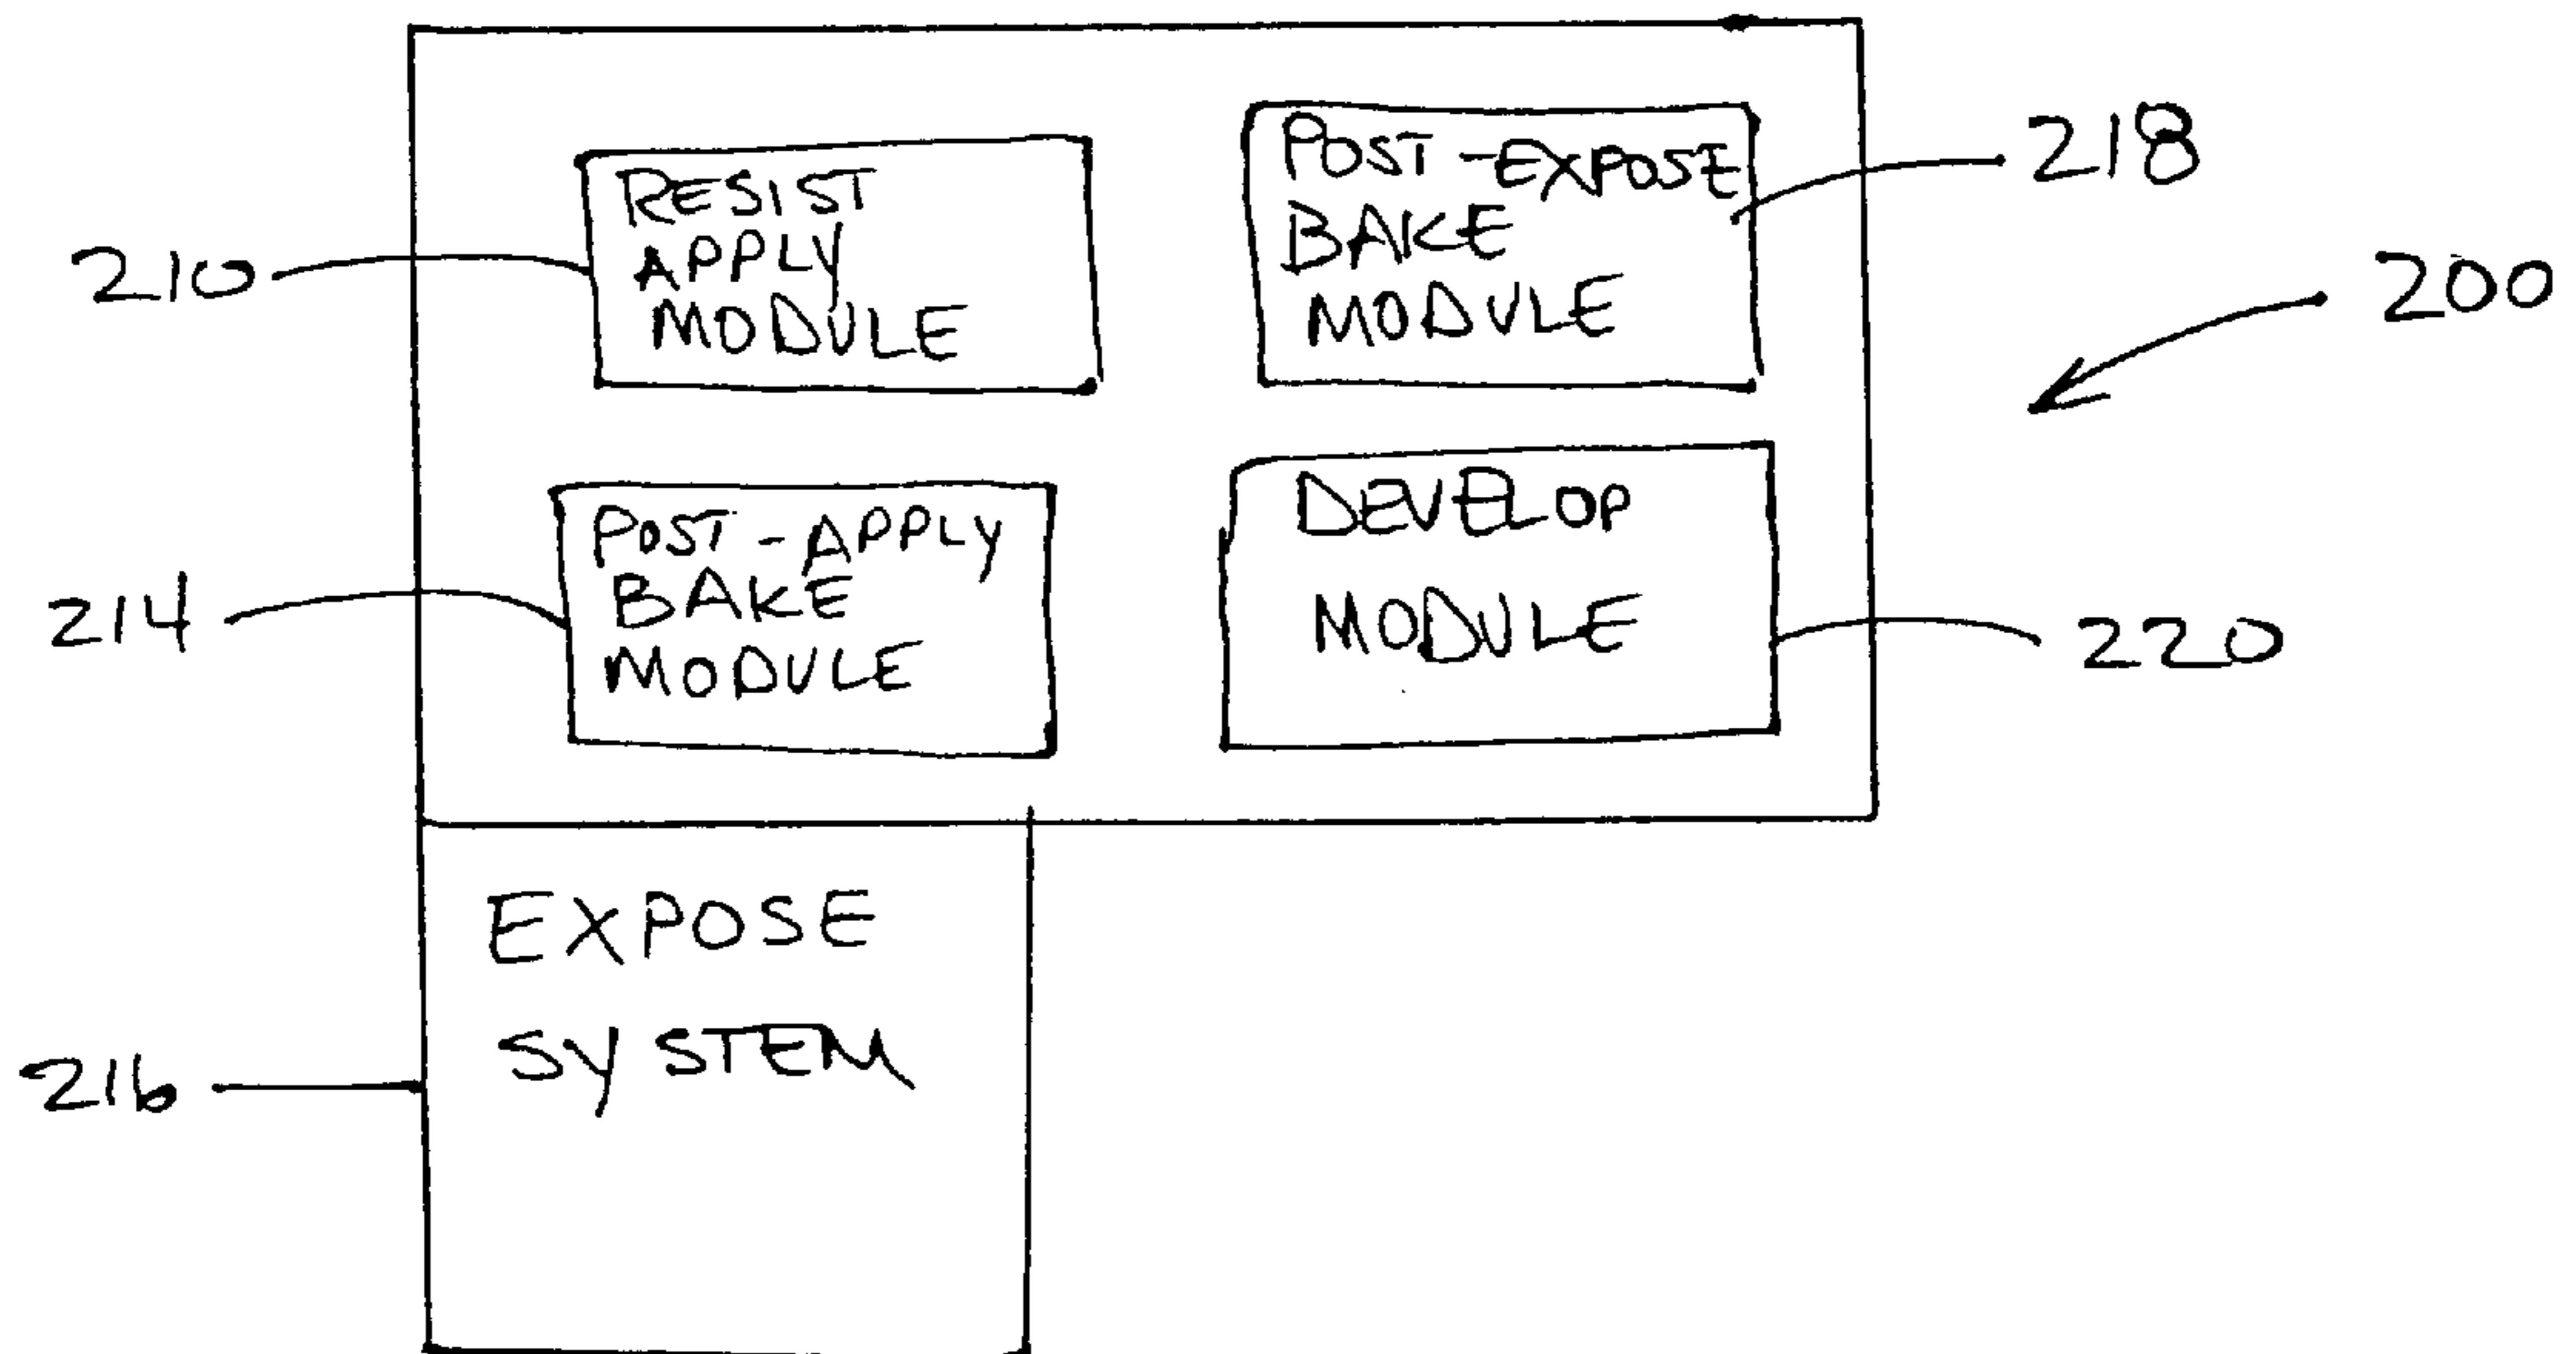 RESIST
APPLY
MODULE
210
POST-EXPOSE
BAKE
MODULE
218
200
POST-APPLY
BAKE
MODULE
214
DEVELOP
MODULE
220
EXPOSE
SYSTEM
216